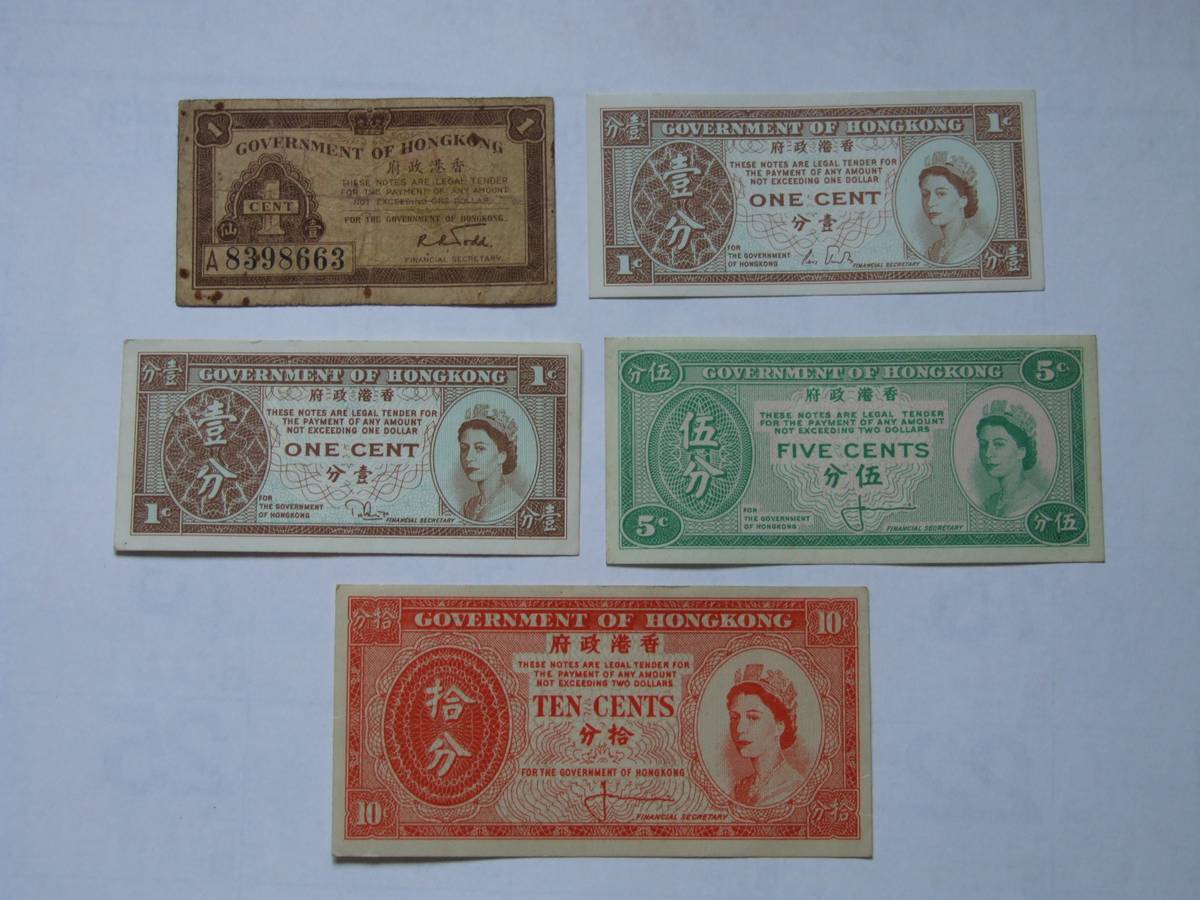 1 1
GOVERNMENT OF HONGKONG
府政港香
THESE NOTES ARE LEGAL TENDER
FOR THE PAYMENT OF ANY AMOUNT
NOT EXCEEDING ONE DOLLAR
1
CENT
FOR THE GOVERNMENT OF HONGKONG
仙 壹
A 8398663
FINANCIAL SECRETARY
分壹 GOVERNMENT OF HONGKONG 1c
府政港香
THESE NOTES ARE LEGAL TENDER
FOR THE PAYMENT OF ANY AMOUNT
NOT EXCEEDING ONE DOLLAR
壹分
ONE CENT
分壹
FOR
THE GOVERNMENT
OF HONGKONG
FINANCIAL SECRETARY
1c 分壹
分壹 GOVERNMENT OF HONGKONG 1c
府政港香
THESE NOTES ARE LEGAL TENDER FOR
THE PAYMENT OF ANY AMOUNT
NOT EXCEEDING ONE DOLLAR
壹分
ONE CENT
分壹
FOR
THE GOVERNMENT
OF HONGKONG
FINANCIAL SECRETARY
1c 分壹
分伍 GOVERNMENT OF HONGKONG 5c.
府政港香
THESE NOTES ARE LEGAL TENDER
FOR THE PAYMENT OF ANY AMOUNT
NOT EXCEEDING TWO DOLLARS
伍分
FIVE CENTS
分伍
FOR
THE GOVERNMENT
OF HONGKONG
FINANCIAL SECRETARY
5c 分伍
分拾 GOVERNMENT OF HONGKONG 10c
府政港香
THESE NOTES ARE LEGAL TENDER FOR
THE PAYMENT OF ANY AMOUNT
NOT EXCEEDING TWO DOLLARS
拾分
TEN CENTS
分拾
FOR THE GOVERNMENT OF HONGKONG
FINANCIAL SECRETARY
10c 分拾